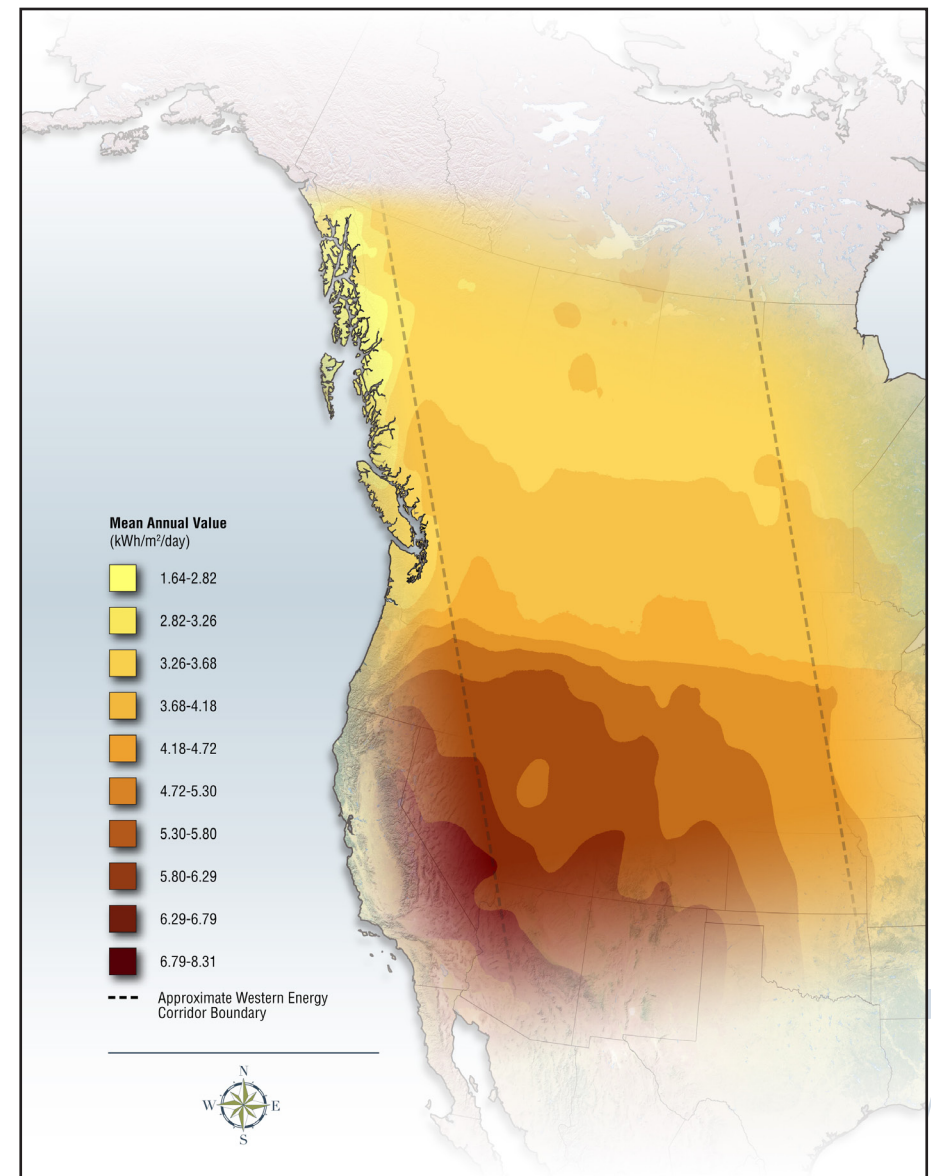 Mean Annual Value
(kWh/m²/day)
1.64-2.82
2.82-3.26
3.26-3.68
3.68-4.18
4.18-4.72
4.72-5.30
5.30-5.80
5.80-6.29
6.29-6.79
6.79-8.31
Approximate Western Energy
Corridor Boundary
N
W E
S